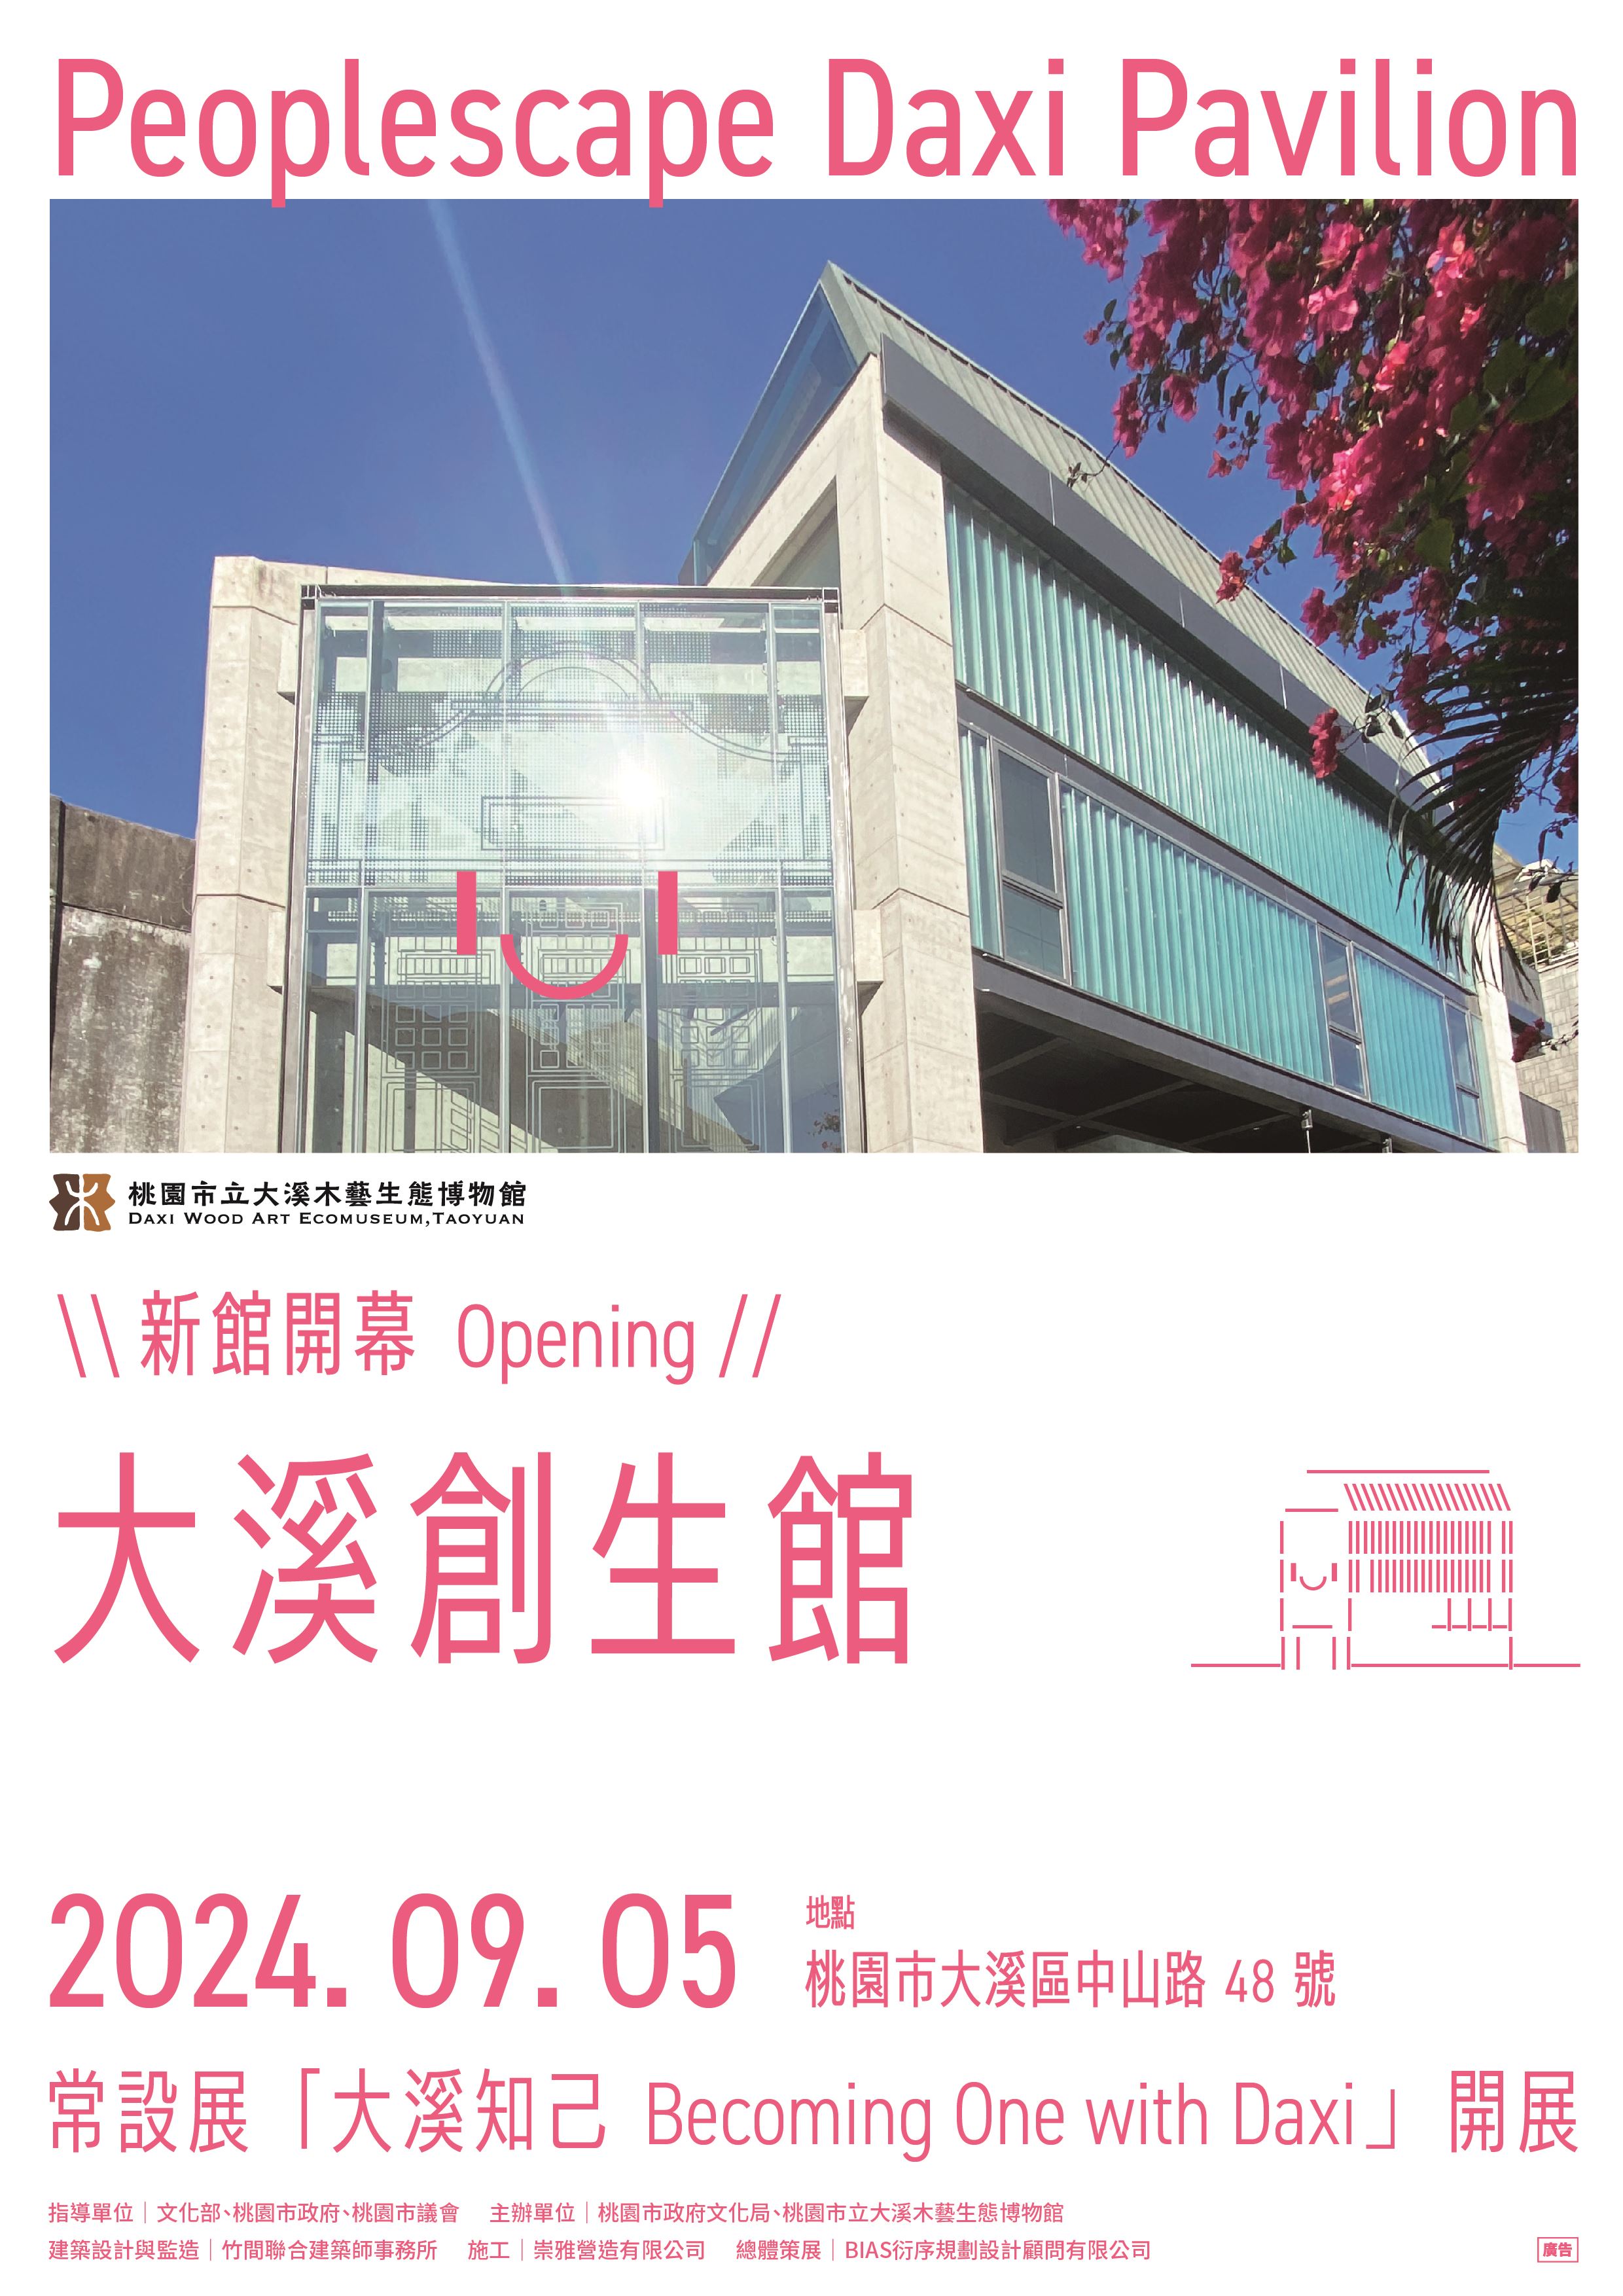 Peoplescape Daxi Pavilion
桃園市立大溪木藝生態博物館
DAXI WOOD ART ECOMUSEUM,TAOYUAN
\\ 新館開幕 Opening //
大溪創生館
2024. 09. 05
地點
桃園市大溪區中山路 48 號
常設展「大溪知己 Becoming One with Daxi」開展
指導單位｜文化部、桃園市政府、桃園市議會 主辦單位｜桃園市政府文化局、桃園市立大溪木藝生態博物館
建築設計與監造｜竹間聯合建築師事務所 施工｜崇雅營造有限公司 總體策展｜BIAS衍序規劃設計顧問有限公司
廣告